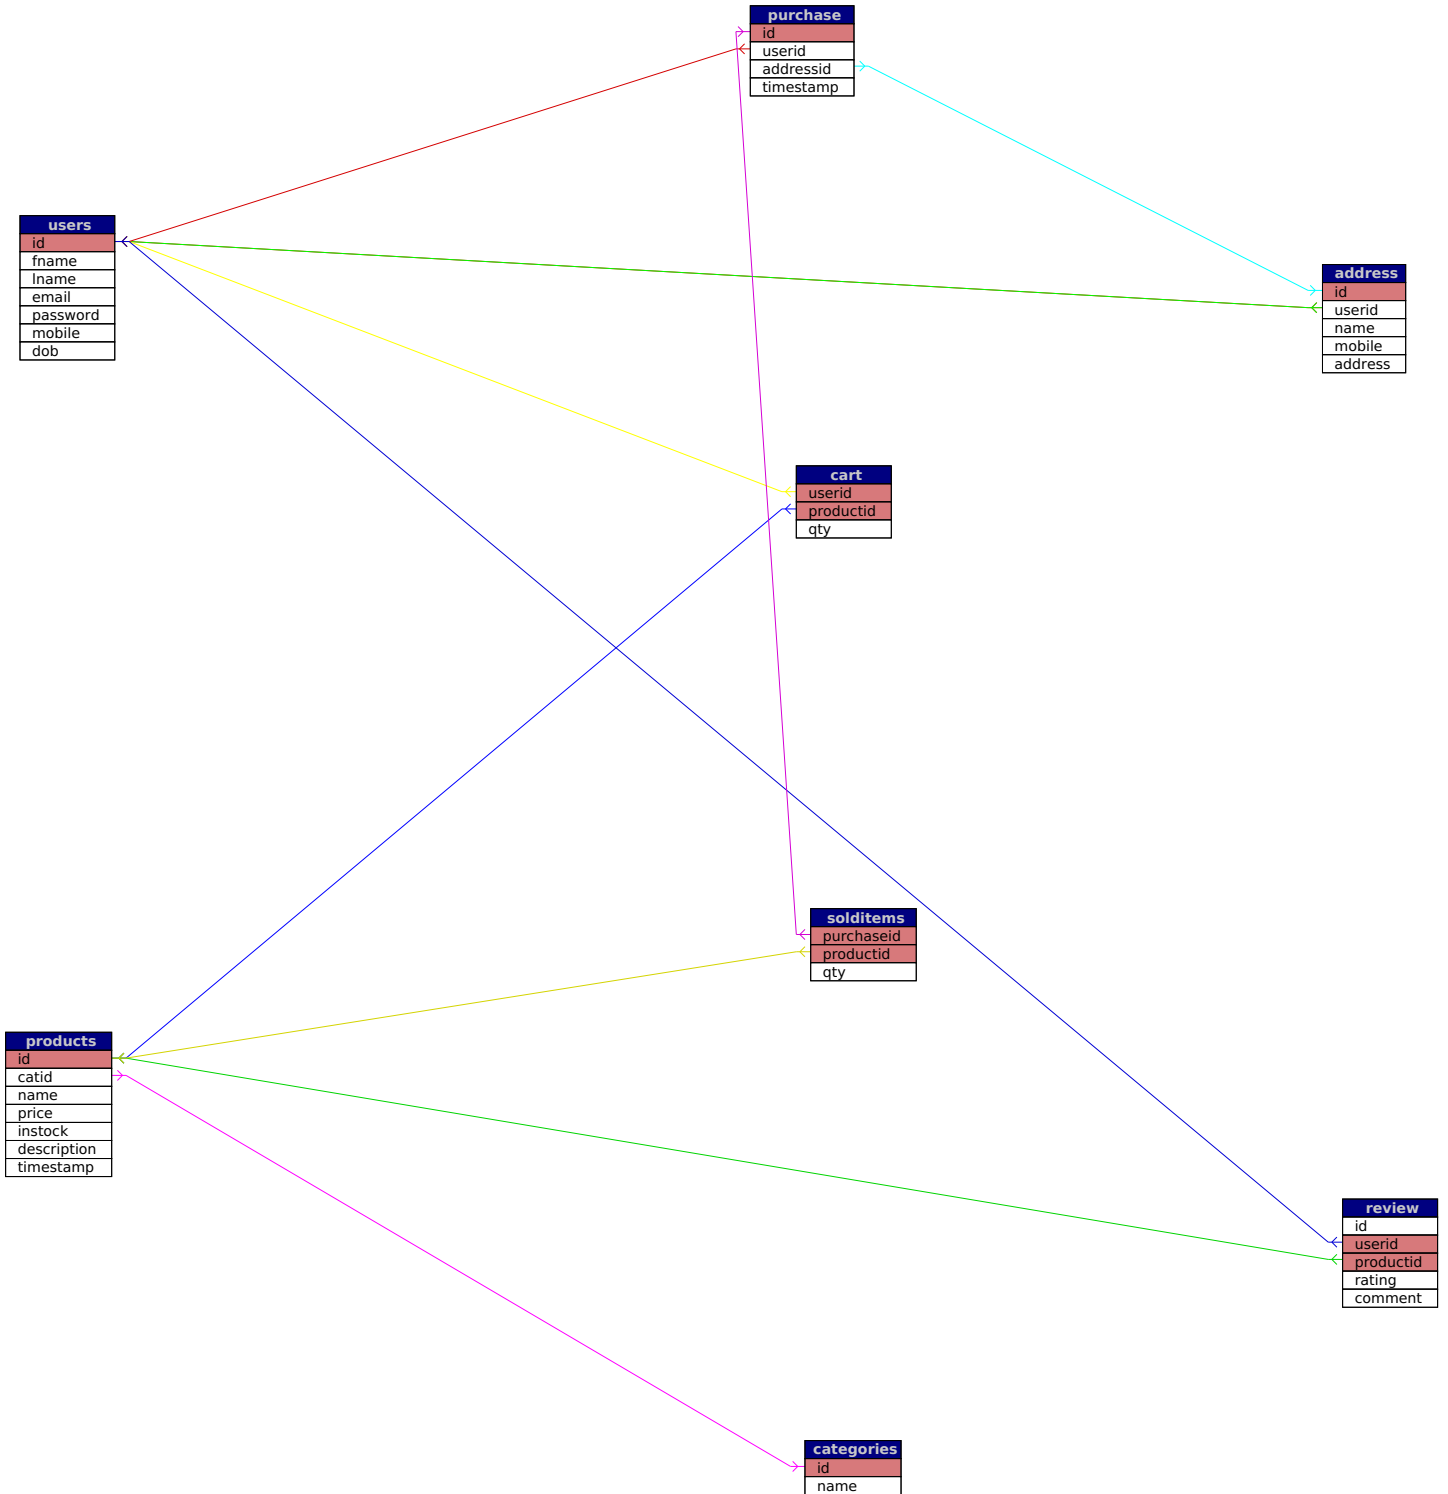 purchase
id
userid
addressid
timestamp
users
id
fname
lname
email
password
mobile
dob
address
id
userid
name
mobile
address
cart
userid
productid
qty
solditems
purchaseid
productid
qty
products
id
catid
name
price
instock
description
timestamp
review
id
userid
productid
rating
comment
categories
id
name